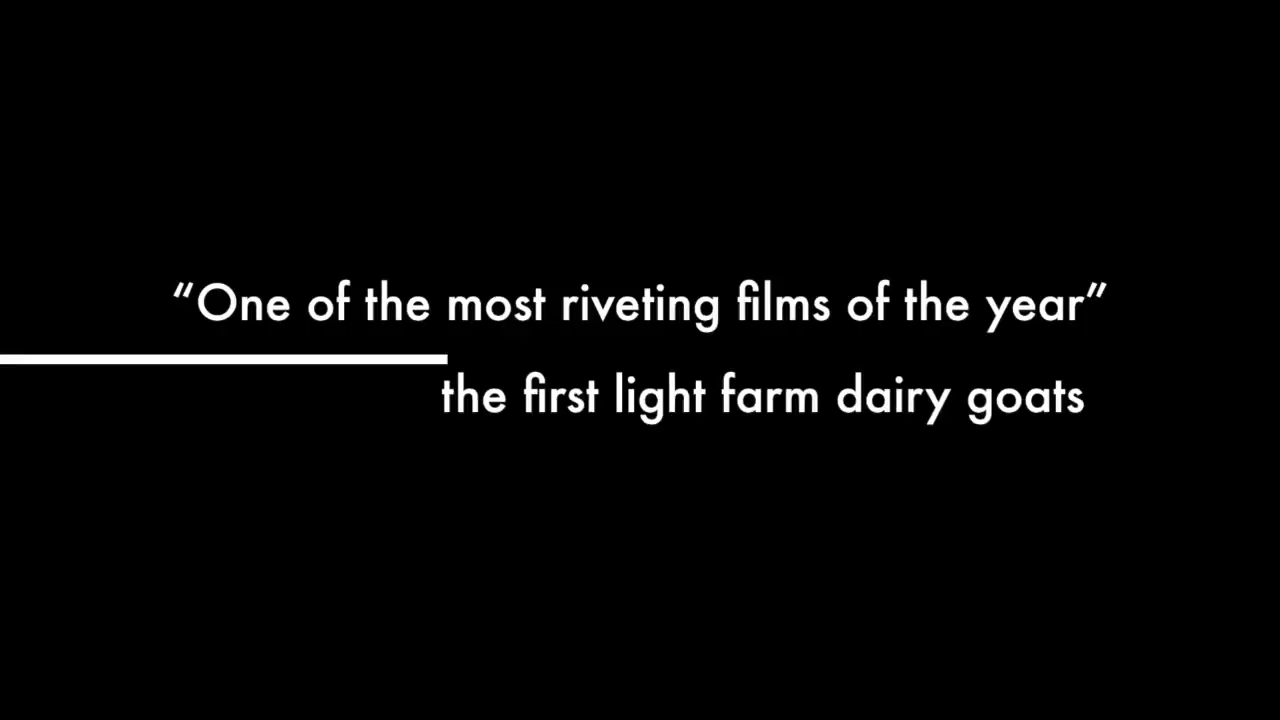 “One of the most riveting films of the year”
the first light farm dairy goats